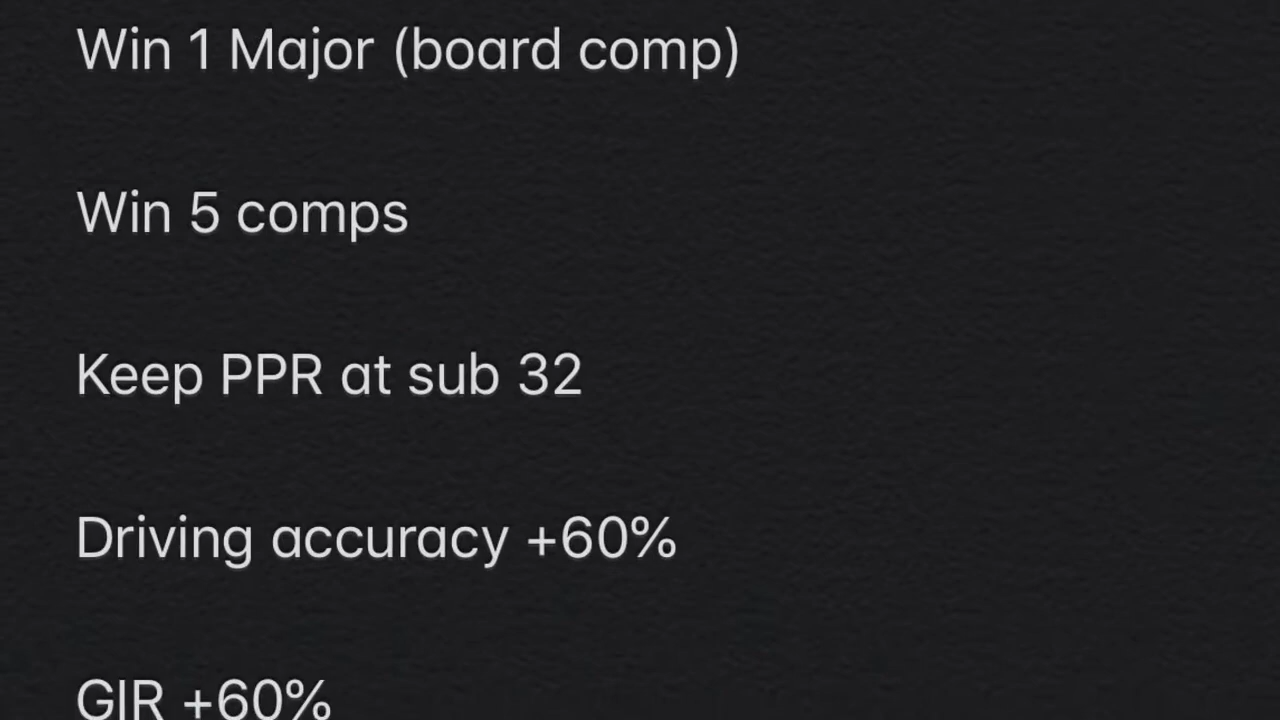 Win 1 Major (board comp)
Win 5 comps
Keep PPR at sub 32
Driving accuracy +60%
GIR +60%